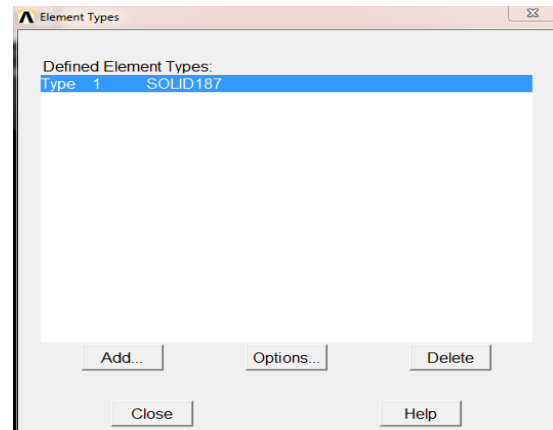 Element Types
Defined Element Types:
Type 1 SOLID187
Add... Options... Delete
Close Help